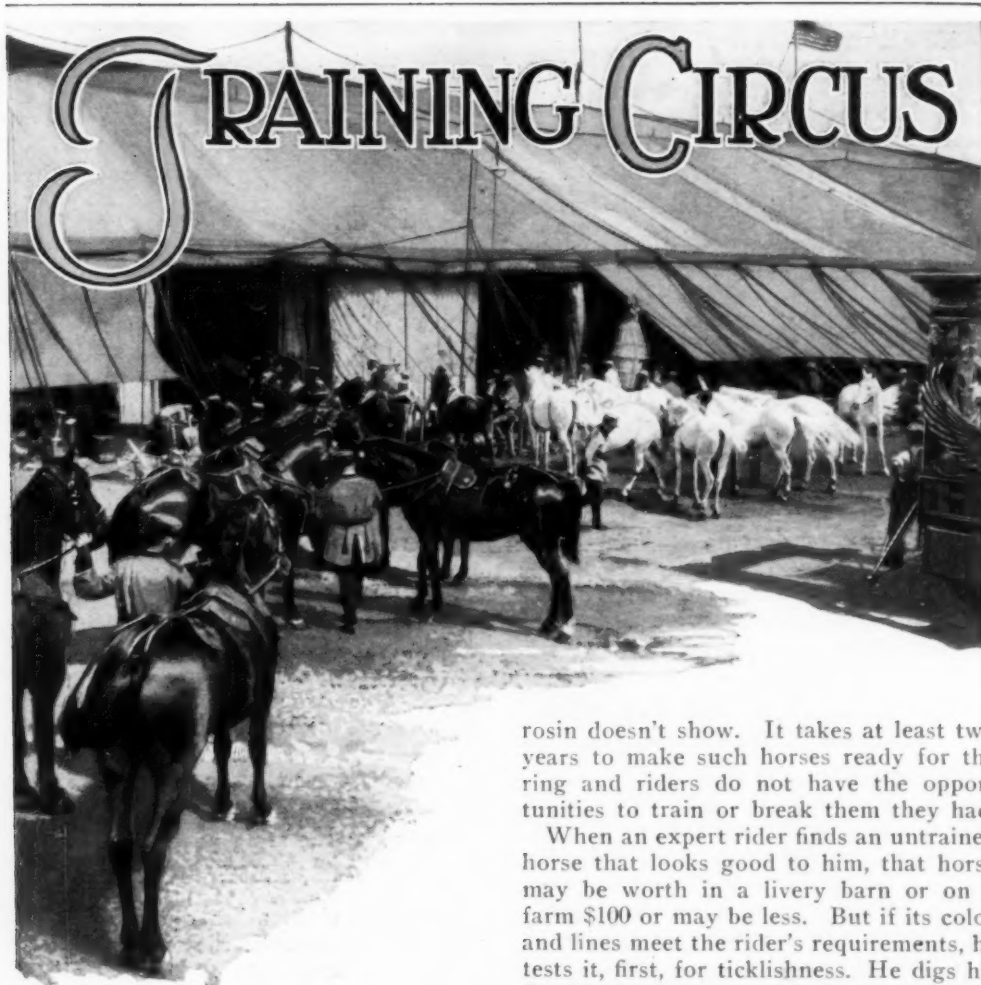 TRAINING CIRCUS
rosin doesn't show. It takes at least tw
years to make such horses ready for th
ring and riders do not have the oppor
tunities to train or break them they had
When an expert rider finds an untraine
horse that looks good to him, that hors
may be worth in a livery barn or on
farm $100 or may be less. But if its colo
and lines meet the rider's requirements, h
tests it, first, for ticklishness. He digs h